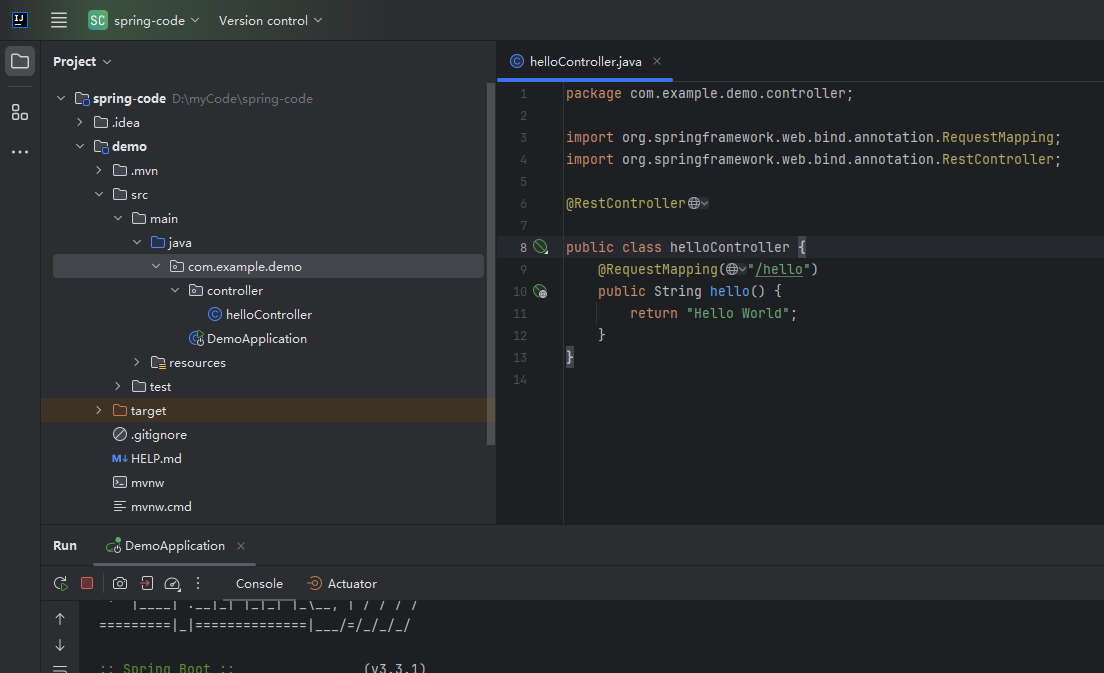 SC spring-code Version control
Project
spring-code D:\myCode\spring-code
.idea
demo
.mvn
src
main
java
com.example.demo
controller
helloController
DemoApplication
resources
test
target
.gitignore
M↓ HELP.md
mvnw
mvnw.cmd
helloController.java
1 package com.example.demo.controller;
2
3 import org.springframework.web.bind.annotation.RequestMapping;
4 import org.springframework.web.bind.annotation.RestController;
5
6 @RestController
7
8 public class helloController {
9 @RequestMapping("/hello")
10 public String hello() {
11 return "Hello World";
12 }
13 }
14
Run DemoApplication
Console Actuator
=========|_|==============|___/=/_/_/_/
:: Spring Boot :: (v3.3.1)